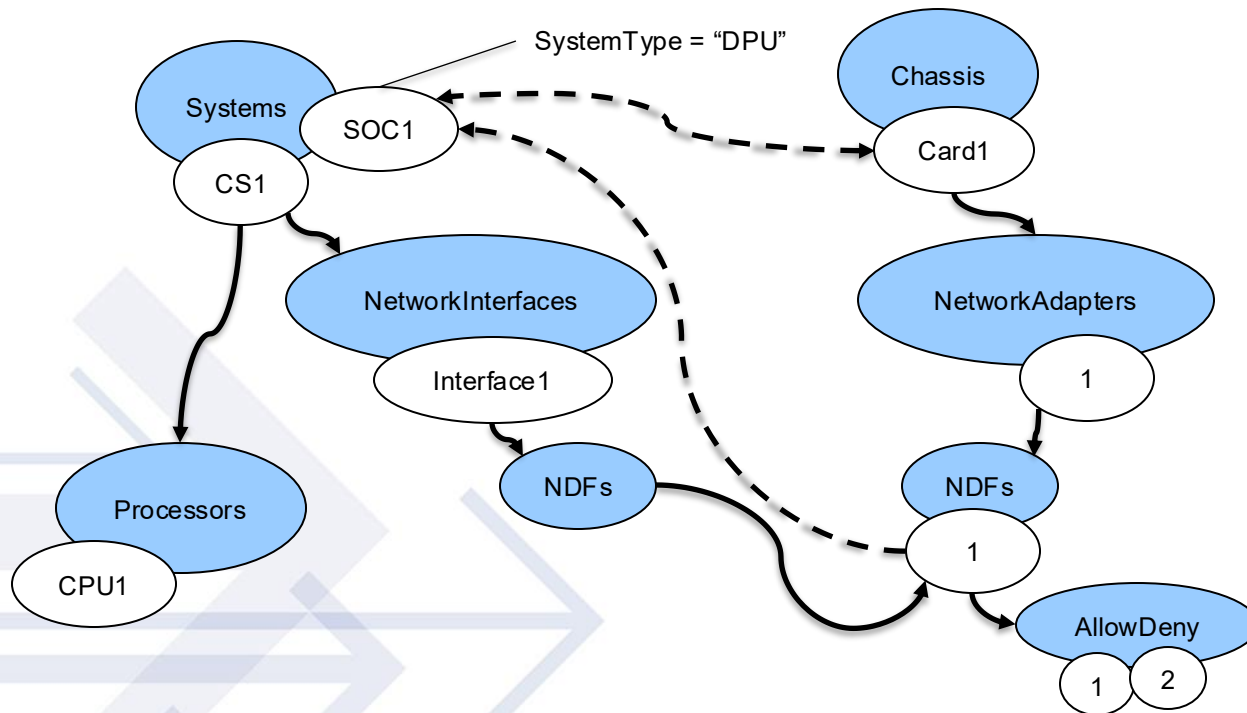 SystemType = “DPU”
Systems
SOC1
CS1
Chassis
Card1
NetworkInterfaces
Interface1
NetworkAdapters
1
Processors
CPU1
NDFs
NDFs
1
AllowDeny
1
2